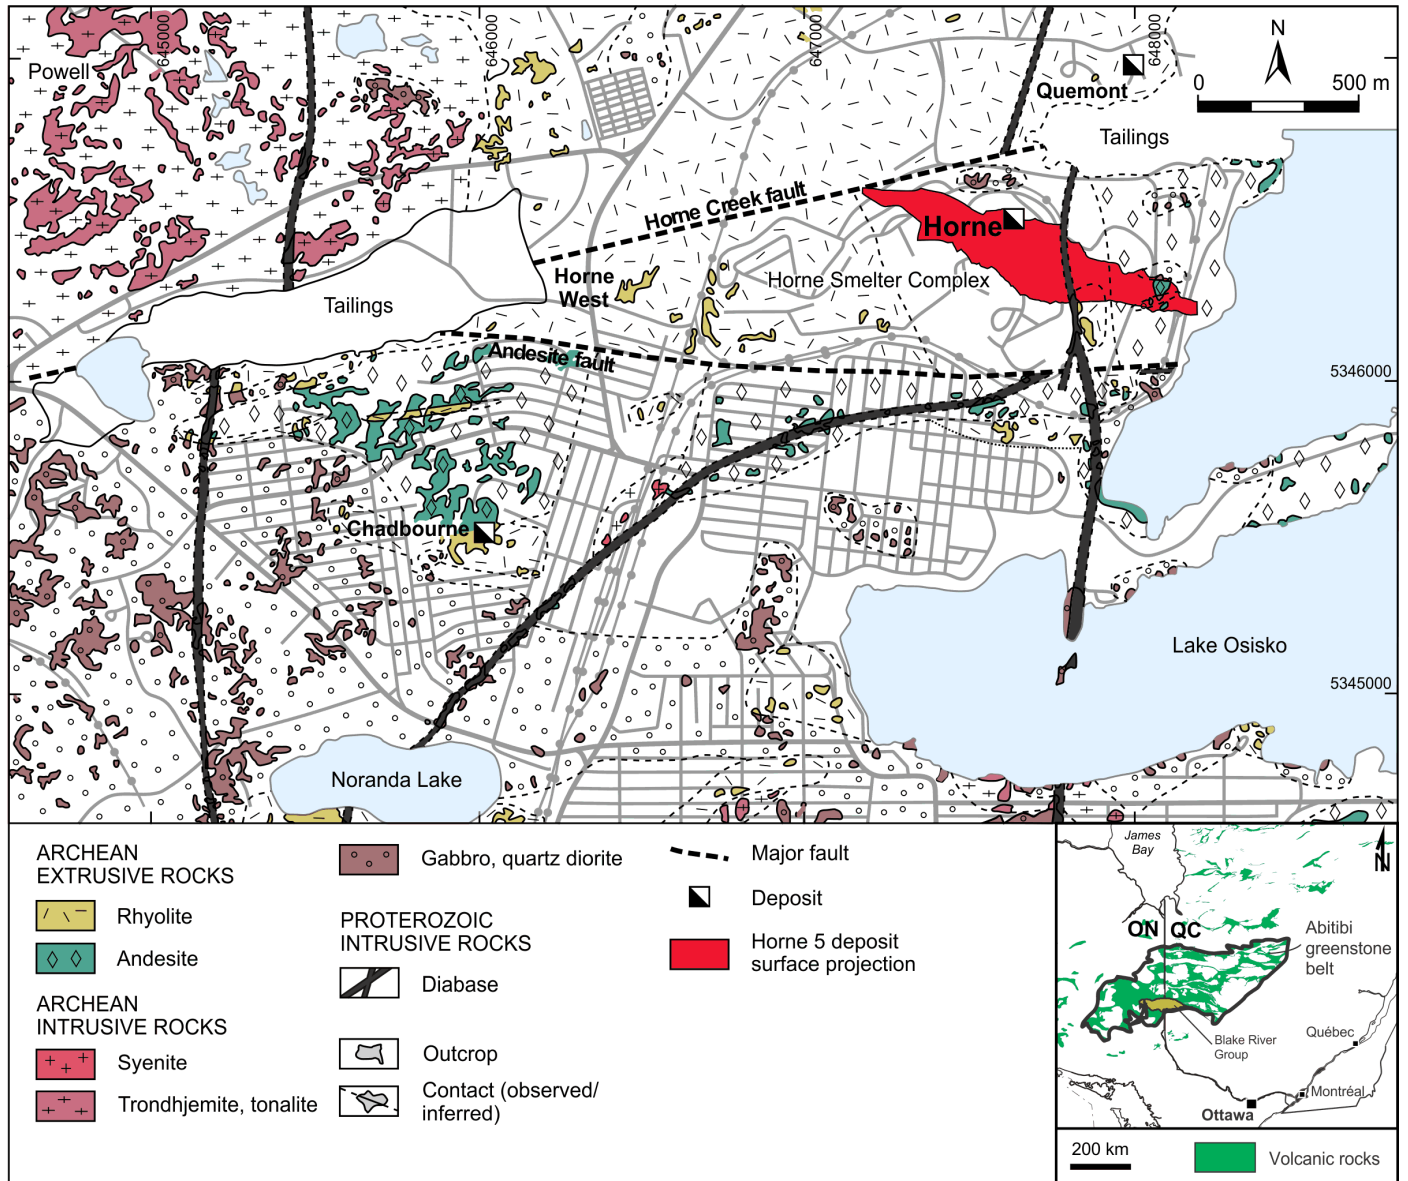 645000
646000
647000
648000
N
0
500 m
Powell
Quemont
Tailings
Horne Creek fault
Horne
Horne
West
Horne Smelter Complex
Tailings
Andesite fault
5346000
Chadbourne
Lake Osisko
5345000
Noranda Lake
ARCHEAN
EXTRUSIVE ROCKS
Rhyolite
Andesite
ARCHEAN
INTRUSIVE ROCKS
Syenite
Trondhjemite, tonalite
Gabbro, quartz diorite
PROTEROZOIC
INTRUSIVE ROCKS
Diabase
Outcrop
Contact (observed/
inferred)
Major fault
Deposit
Horne 5 deposit
surface projection
James
Bay
N
ON
QC
Abitibi
greenstone
belt
Blake River
Group
Québec
Montréal
Ottawa
200 km
Volcanic rocks